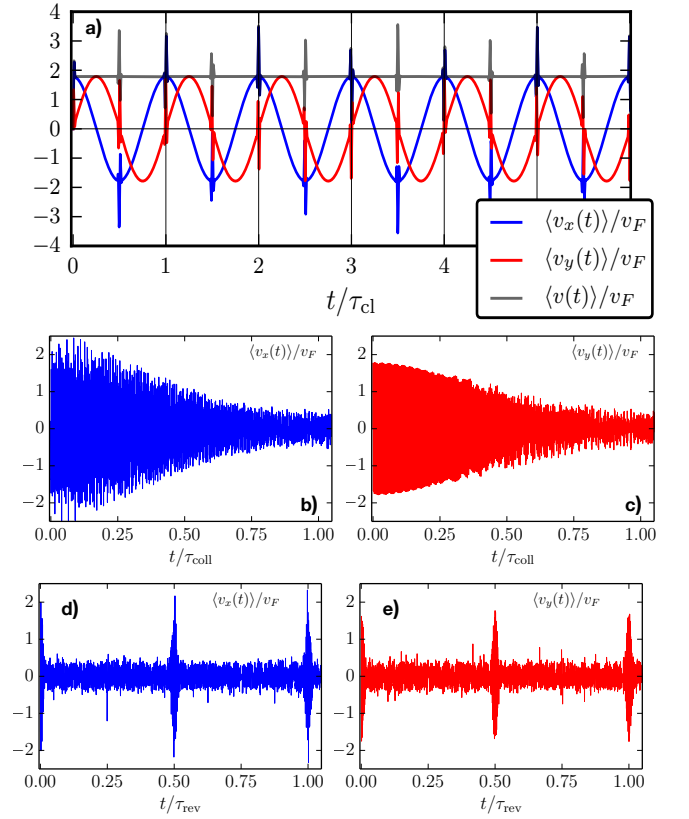 a)
4
3
2
1
0
−1
−2
−3
−4
0 1 2 3 4
t/τcl
⟨vx(t)⟩/vF
⟨vy(t)⟩/vF
⟨v(t)⟩/vF
⟨vx(t)⟩/vF
2
1
0
−1
−2
b)
0.00 0.25 0.50 0.75 1.00
t/τcoll
⟨vy(t)⟩/vF
2
1
0
−1
−2
c)
0.00 0.25 0.50 0.75 1.00
t/τcoll
d) ⟨vx(t)⟩/vF
2
1
0
−1
−2
0.00 0.25 0.50 0.75 1.00
t/τrev
e) ⟨vy(t)⟩/vF
2
1
0
−1
−2
0.00 0.25 0.50 0.75 1.00
t/τrev